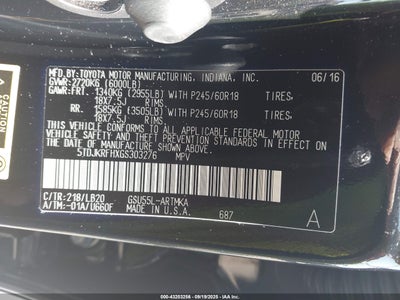 MFD.BY:TOYOTA MOTOR MANUFACTURING, INDIANA, INC. 06/16
GVWR:2720KG (6000LB)
GAWR:FRT. 1340KG (2955LB)WITH P245/60R18 TIRES,
18X7.5J RIMS,
RR. 1585KG (3505LB)WITH P245/60R18 TIRES,
18X7.5J RIMS,
THIS VEHICLE CONFORMS TO ALL APPLICABLE FEDERAL MOTOR
VEHICLE SAFETY AND THEFT PREVENTION STANDARDS IN EFFECT ON
THE DATE OF MANUFACTURE SHOWN ABOVE.
5TDJKRFHXGS303276 MPV
C/TR:218/LB20 GSU55L-ARTMKA
A/TM:-01A/U660F MADE IN U.S.A.
687 A
000-43203256 - 09/19/2025 - IAATX